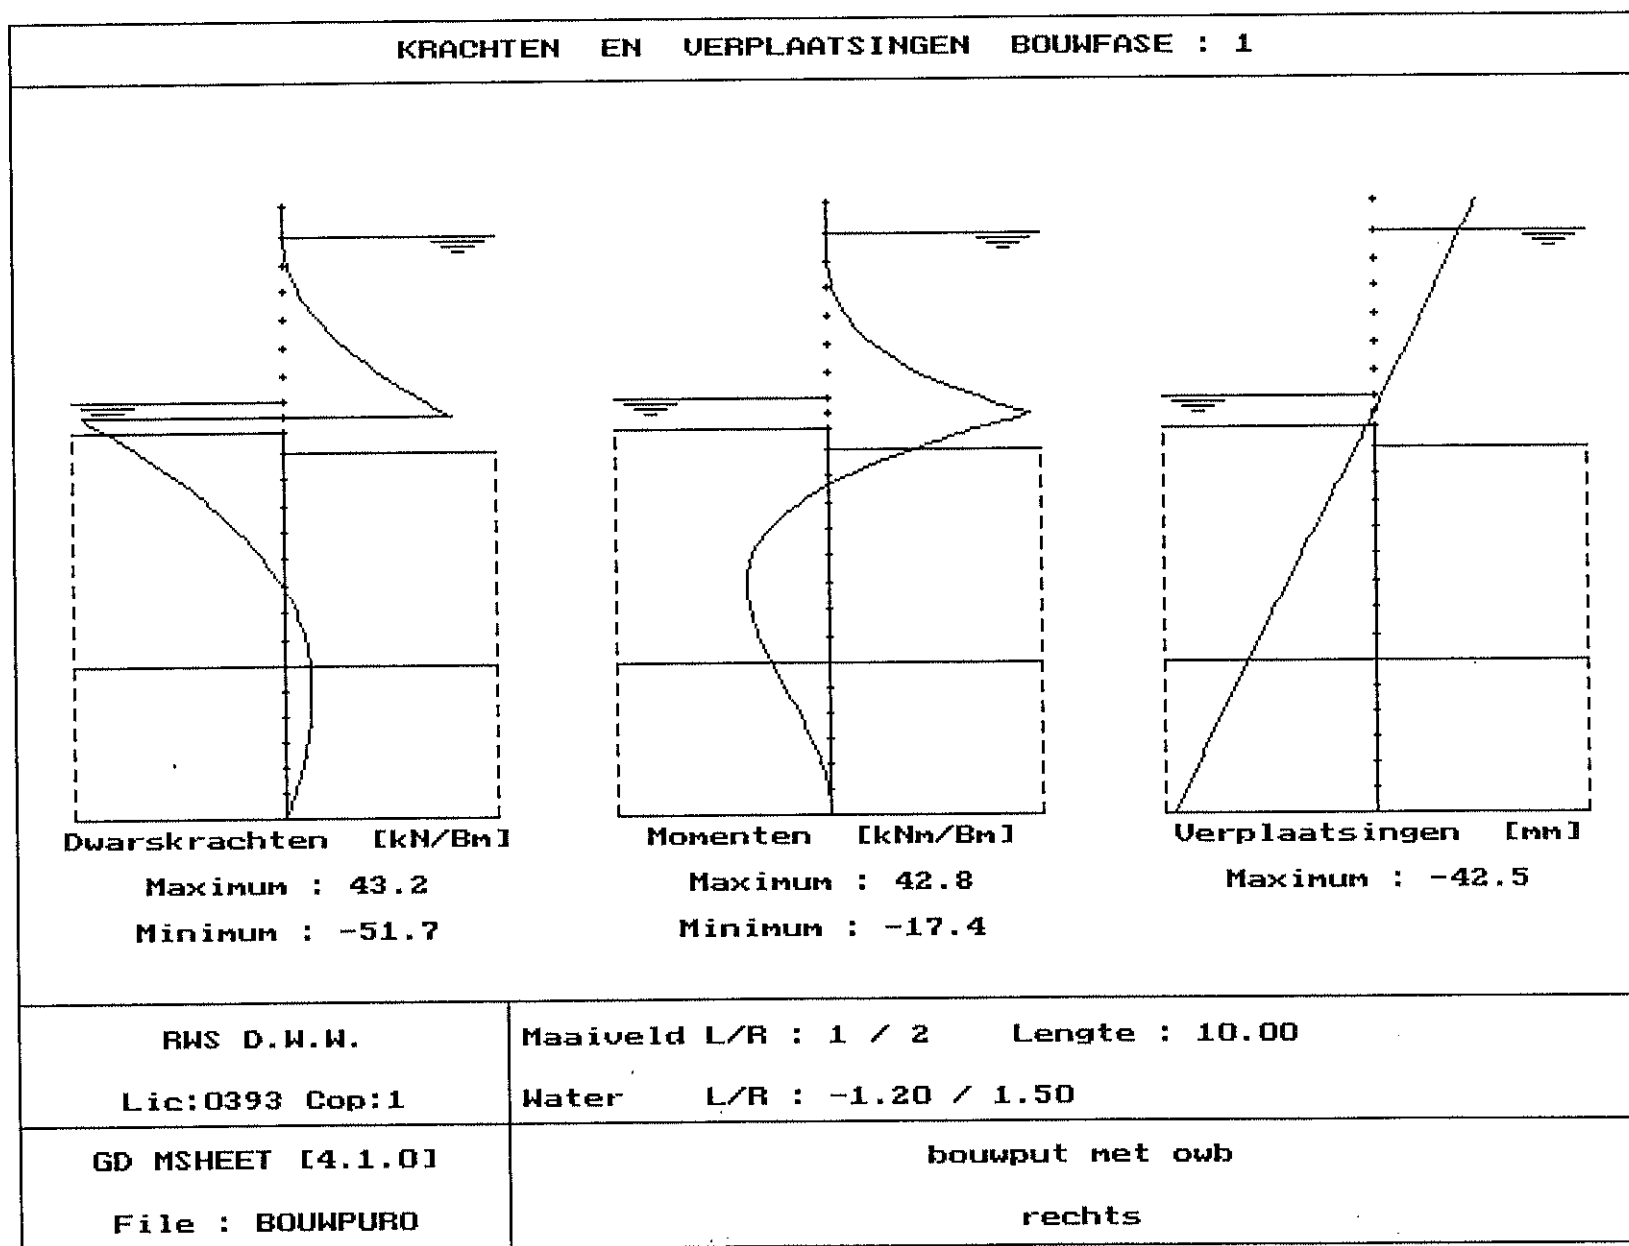 KRACHTEN EN VERPLAATSINGEN BOUWFASE : 1
Dwarskrachten [kN/Bm]
Maximum : 43.2
Minimum : -51.7
Momenten [kNm/Bm]
Maximum : 42.8
Minimum : -17.4
Verplaatsingen [mm]
Maximum : -42.5
RWS D.W.W.
Lic:0393 Cop:1
Maaiveld L/R : 1 / 2 Lengte : 10.00
Water L/R : -1.20 / 1.50
GD MSHEET [4.1.0]
File : BOUWPURO
bouwput met owb
rechts